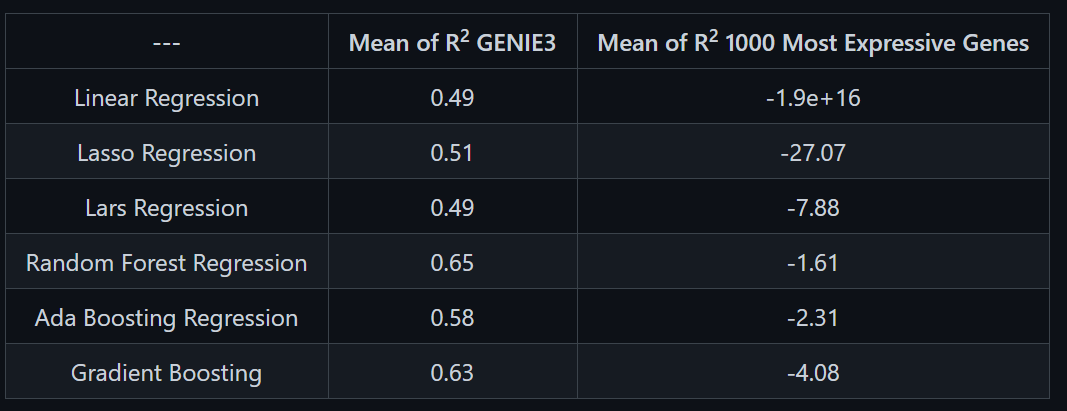 --- Mean of R² GENIE3 Mean of R² 1000 Most Expressive Genes
Linear Regression 0.49 -1.9e+16
Lasso Regression 0.51 -27.07
Lars Regression 0.49 -7.88
Random Forest Regression 0.65 -1.61
Ada Boosting Regression 0.58 -2.31
Gradient Boosting 0.63 -4.08